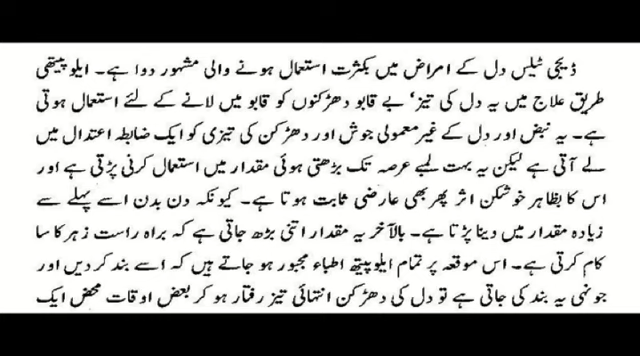 ڈیجی ٹیلس دل کے امراض میں بکثرت استعمال ہونے والی مشہور دوا ہے۔ ایلوپیتھی
طریق علاج میں یہ دل کی تیز‘ بے قابو دھڑکنوں کو قابو میں لانے کے لئے استعمال ہوتی
ہے۔ یہ نبض اور دل کے غیر معمولی جوش اور دھڑکن کی تیزی کو ایک ضابطہ اعتدال میں
لے آتی ہے لیکن یہ بہت لمبے عرصہ تک بڑھتی ہوئی مقدار میں استعمال کرنی پڑتی ہے اور
اس کا بظاہر خوشکن اثر پھر بھی عارضی ثابت ہوتا ہے۔ کیونکہ دن بدن اسے پہلے سے
زیادہ مقدار میں دینا پڑتا ہے۔ بالآخر یہ مقدار اتنی بڑھ جاتی ہے کہ براہ راست زہر کا سا
کام کرتی ہے۔ اس موقعہ پر تمام ایلوپیتھ اطباء مجبور ہو جاتے ہیں کہ اسے بند کر دیں اور
جونہی یہ بند کی جاتی ہے تو دل کی دھڑکن انتہائی تیز رفتار ہو کر بعض اوقات محض ایک